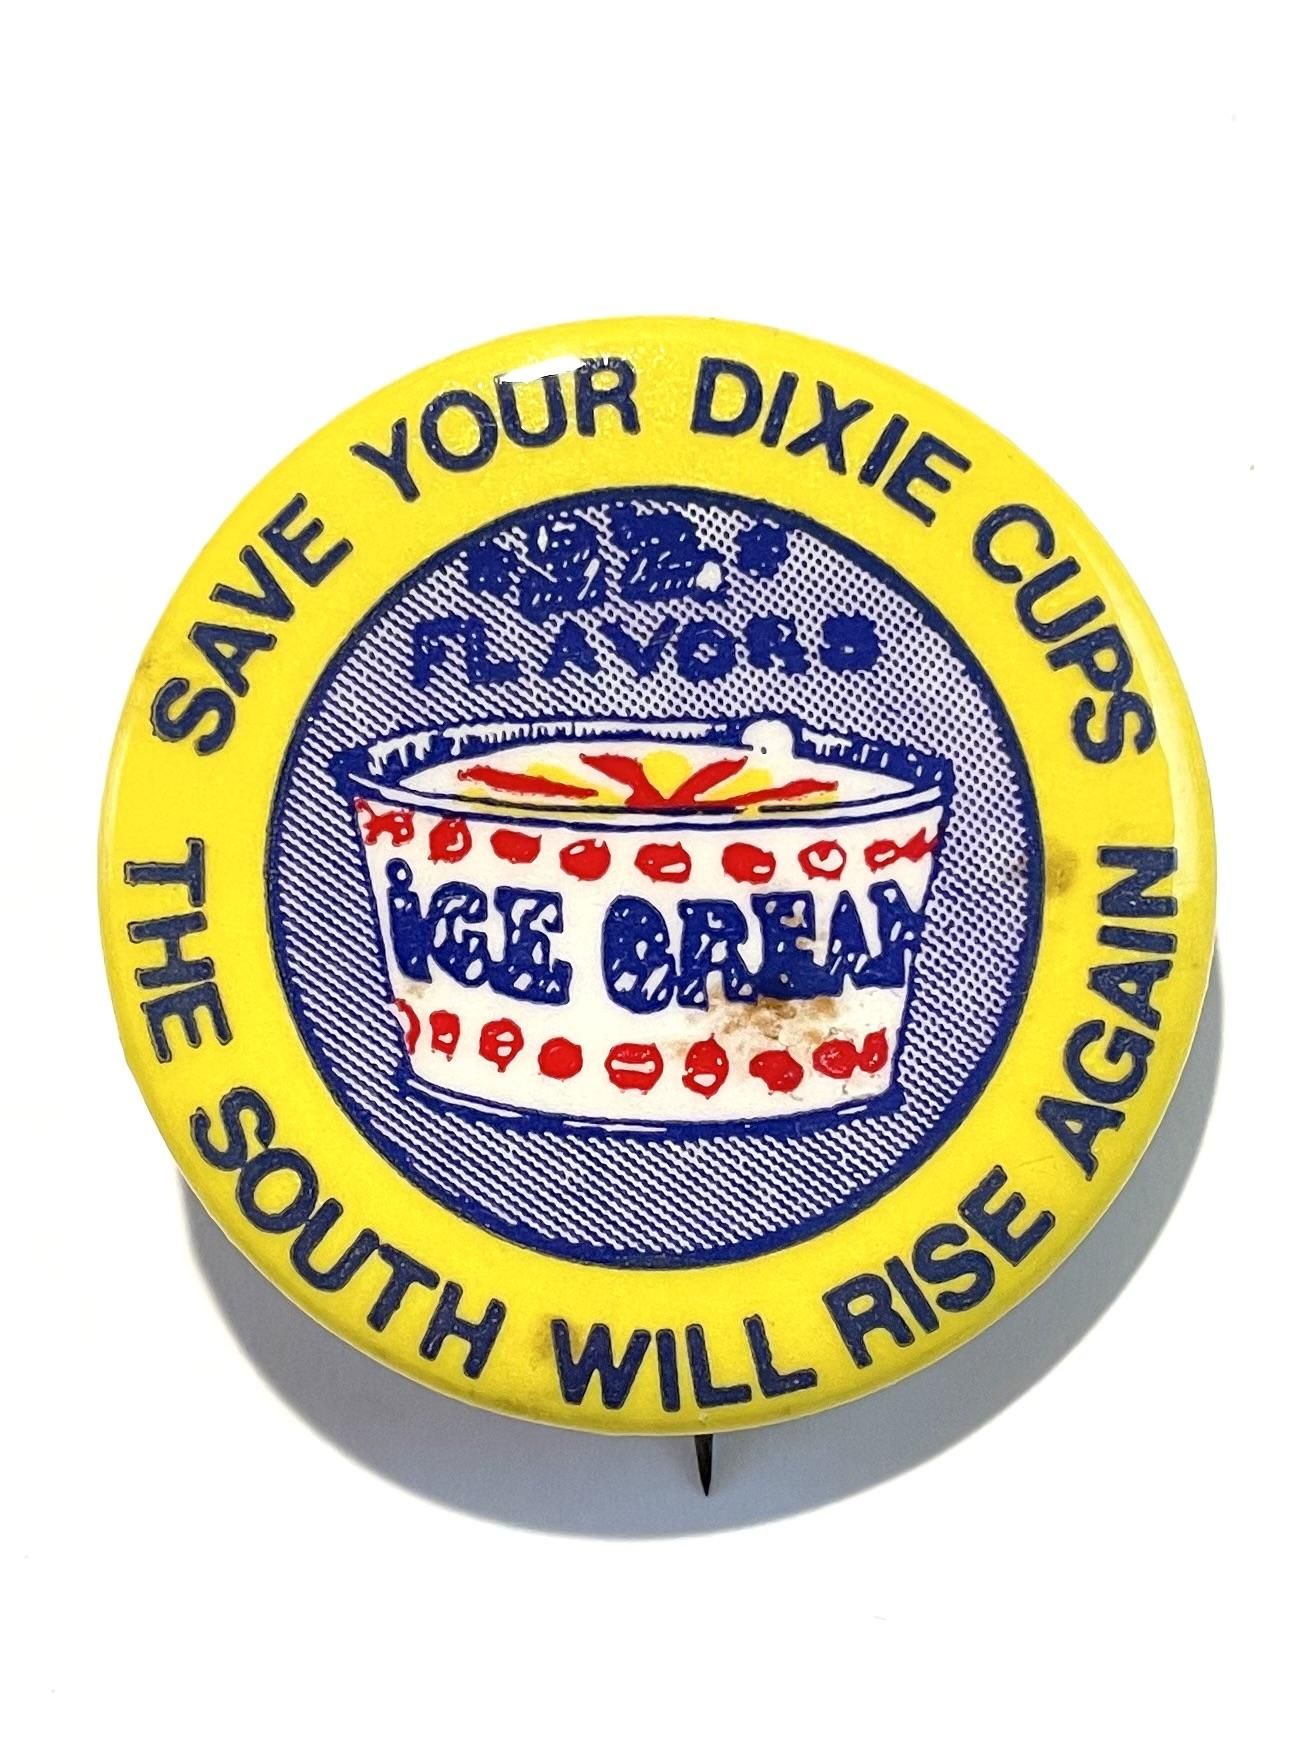 SAVE YOUR DIXIE CUPS
THE SOUTH WILL RISE AGAIN
FLAVORS
ICE CREAM